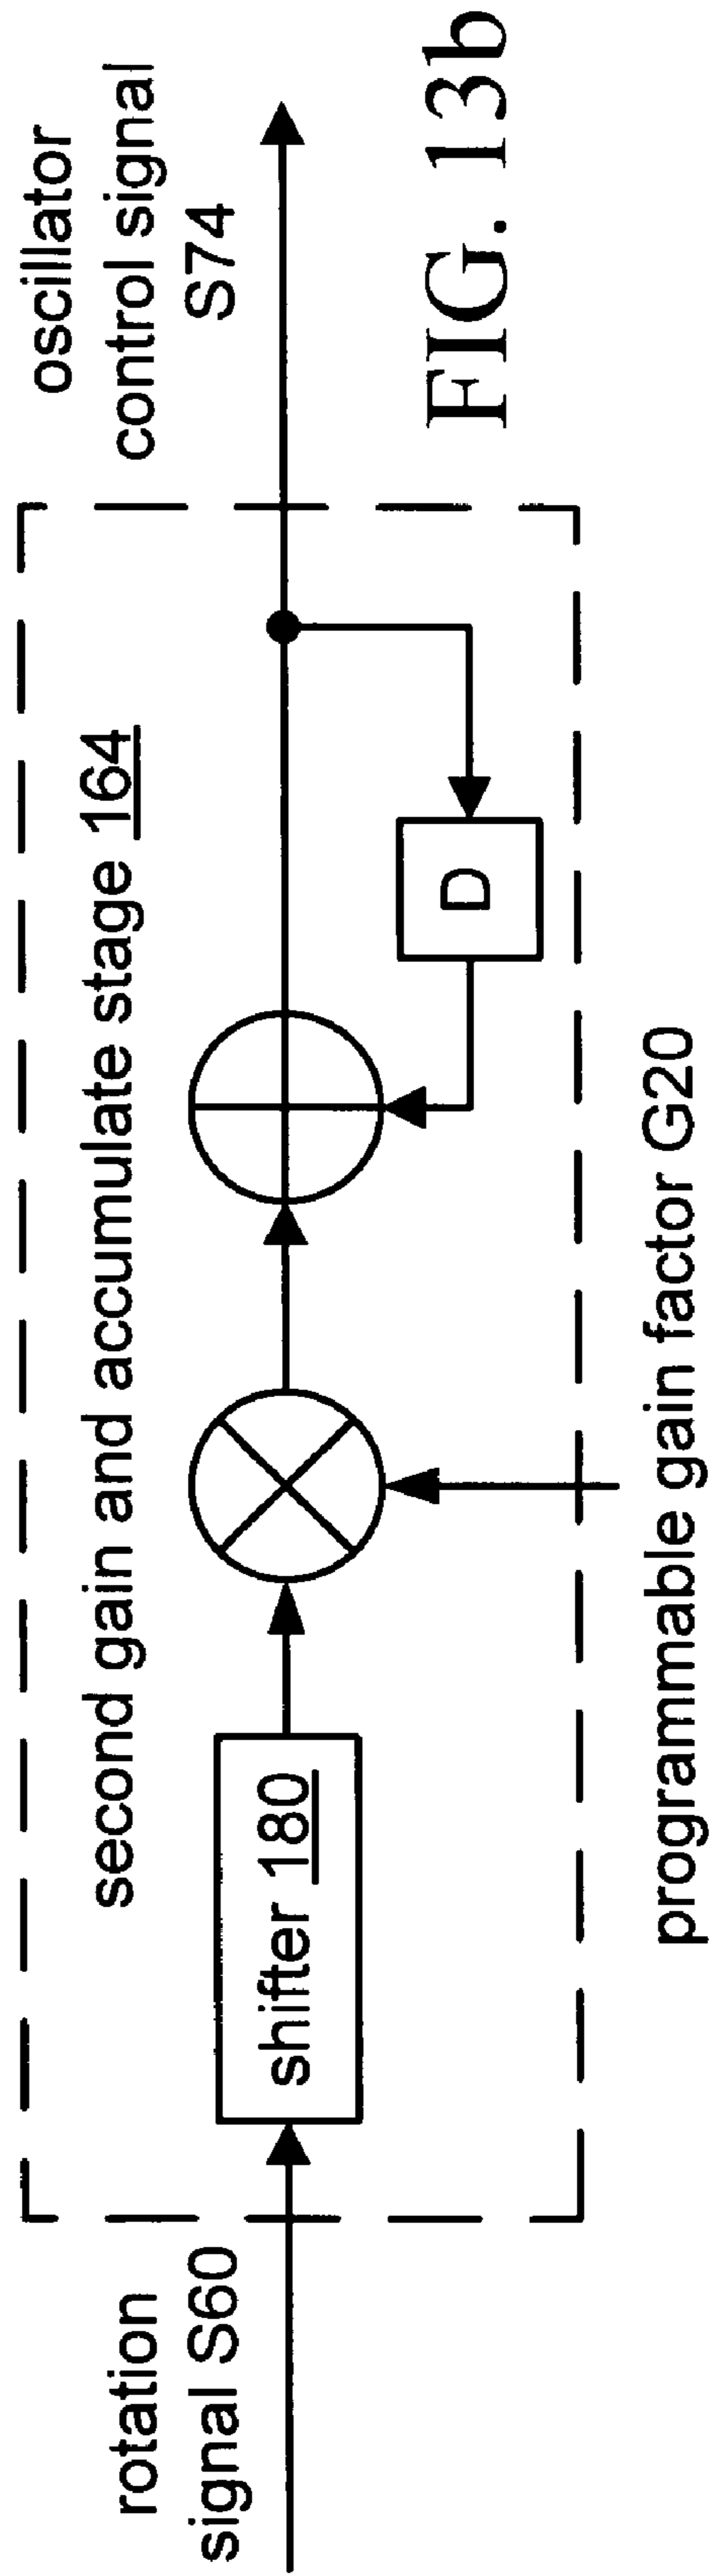 rotation
signal S60
second gain and accumulate stage 164
shifter 180
D
programmable gain factor G20
oscillator
control signal
S74
FIG. 13b